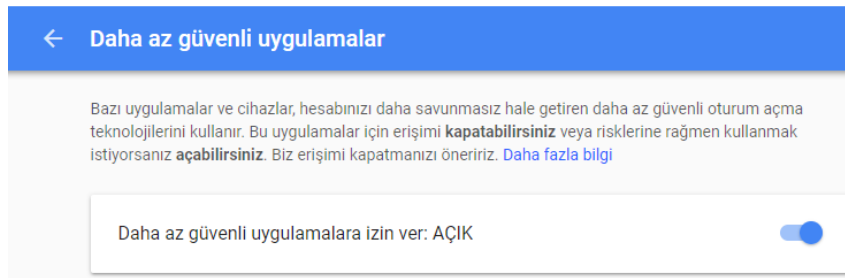 Daha az güvenli uygulamalar
Bazı uygulamalar ve cihazlar, hesabınızı daha savunmasız hale getiren daha az güvenli oturum açma
teknolojilerini kullanır. Bu uygulamalar için erişimi kapatabilirsiniz veya risklerine rağmen kullanmak
istiyorsanız açabilirsiniz. Biz erişimi kapatmanızı öneririz. Daha fazla bilgi
Daha az güvenli uygulamalara izin ver: AÇIK